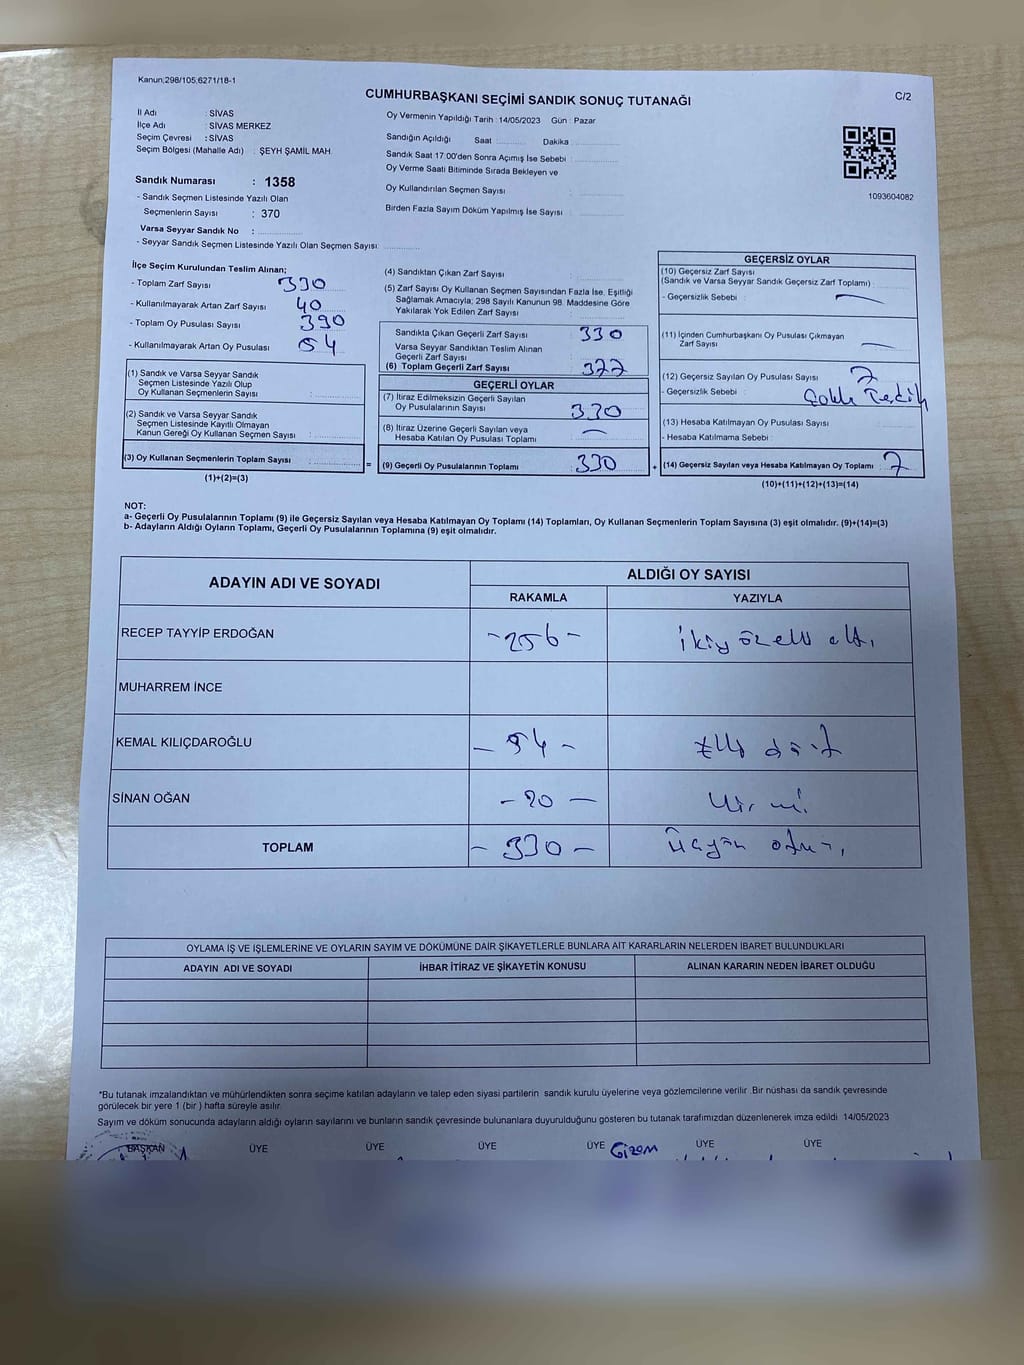 Kanun,298/105,6271/18-1
CUMHURBAŞKANI SEÇİMİ SANDIK SONUÇ TUTANAĞI
C/2
İl Adı : SİVAS
İlçe Adı : SİVAS MERKEZ
Seçim Çevresi : SİVAS
Seçim Bölgesi (Mahalle Adı) : ŞEYH ŞAMİL MAH.
Sandık Numarası : 1358
- Sandık Seçmen Listesinde Yazılı Olan
Seçmenlerin Sayısı : 370
Varsa Seyyar Sandık No :
- Seyyar Sandık Seçmen Listesinde Yazılı Olan Seçmen Sayısı:
Oy Vermenin Yapıldığı Tarih : 14/05/2023 Gün : Pazar
Sandığın Açıldığı Saat Dakika
Sandık Saat 17:00'den Sonra Açımış İse Sebebi :
Oy Verme Saati Bitiminde Sırada Bekleyen ve
Oy Kullandırılan Seçmen Sayısı :
Birden Fazla Sayım Döküm Yapılmış İse Sayısı :
1093604082
İlçe Seçim Kurulundan Teslim Alınan;
- Toplam Zarf Sayısı : 390
- Kullanılmayarak Artan Zarf Sayısı : 40
- Toplam Oy Pusulası Sayısı : 390
- Kullanılmayarak Artan Oy Pusulası : 54
(1) Sandık ve Varsa Seyyar Sandık
Seçmen Listesinde Yazılı Olup
Oy Kullanan Seçmenlerin Sayısı :
(2) Sandık ve Varsa Seyyar Sandık
Seçmen Listesinde Kayıtlı Olmayan
Kanun Gereği Oy Kullanan Seçmen Sayısı :
(3) Oy Kullanan Seçmenlerin Toplam Sayısı :
(1)+(2)=(3)
(4) Sandıktan Çıkan Zarf Sayısı :
(5) Zarf Sayısı Oy Kullanan Seçmen Sayısından Fazla İse, Eşitliği
Sağlamak Amacıyla; 298 Sayılı Kanunun 98. Maddesine Göre
Yakılarak Yok Edilen Zarf Sayısı :
Sandıkta Çıkan Geçerli Zarf Sayısı : 330
Varsa Seyyar Sandıktan Teslim Alınan
Geçerli Zarf Sayısı :
(6) Toplam Geçerli Zarf Sayısı : 377
GEÇERLİ OYLAR
(7) İtiraz Edilmeksizin Geçerli Sayılan
Oy Pusulalarının Sayısı : 330
(8) İtiraz Üzerine Geçerli Sayılan veya
Hesaba Katılan Oy Pusulası Toplamı : —
= (9) Geçerli Oy Pusulalarının Toplamı : 330 +
GEÇERSİZ OYLAR
(10) Geçersiz Zarf Sayısı
(Sandık ve Varsa Seyyar Sandık Geçersiz Zarf Toplamı) :
- Geçersizlik Sebebi : —
(11) İçinden Cumhurbaşkanı Oy Pusulası Çıkmayan
Zarf Sayısı : —
(12) Geçersiz Sayılan Oy Pusulası Sayısı : 7
- Geçersizlik Sebebi : Çoklu Tercih
(13) Hesaba Katılmayan Oy Pusulası Sayısı :
- Hesaba Katılmama Sebebi :
(14) Geçersiz Sayılan veya Hesaba Katılmayan Oy Toplamı : 7
(10)+(11)+(12)+(13)=(14)
NOT:
a- Geçerli Oy Pusulalarının Toplamı (9) ile Geçersiz Sayılan veya Hesaba Katılmayan Oy Toplamı (14) Toplamları, Oy Kullanan Seçmenlerin Toplam Sayısına (3) eşit olmalıdır. (9)+(14)=(3)
b- Adayların Aldığı Oyların Toplamı, Geçerli Oy Pusulalarının Toplamına (9) eşit olmalıdır.
ADAYIN ADI VE SOYADI ALDIĞI OY SAYISI
RAKAMLA YAZIYLA
RECEP TAYYİP ERDOĞAN -256- ikiyüzelli altı
MUHARREM İNCE
KEMAL KILIÇDAROĞLU - 54 - Elli dört
SİNAN OĞAN - 20 - Yirmi
TOPLAM - 330 - Üçyüz otuz
OYLAMA İŞ VE İŞLEMLERİNE VE OYLARIN SAYIM VE DÖKÜMÜNE DAİR ŞİKAYETLERLE BUNLARA AİT KARARLARIN NELERDEN İBARET BULUNDUKLARI
ADAYIN ADI VE SOYADI İHBAR İTİRAZ VE ŞİKAYETİN KONUSU ALINAN KARARIN NEDEN İBARET OLDUĞU
*Bu tutanak imzalandıktan ve mühürlendikten sonra seçime katılan adayların ve talep eden siyasi partilerin sandık kurulu üyelerine veya gözlemcilerine verilir .Bir nüshası da sandık çevresinde
görülecek bir yere 1 (bir ) hafta süreyle asılır.
Sayım ve döküm sonucunda adayların aldığı oyların sayılarını ve bunların sandık çevresinde bulunanlara duyurulduğunu gösteren bu tutanak tarafımızdan düzenlenerek imza edildi 14/05/2023
BAŞKAN ÜYE ÜYE ÜYE ÜYE Gizem ÜYE ÜYE